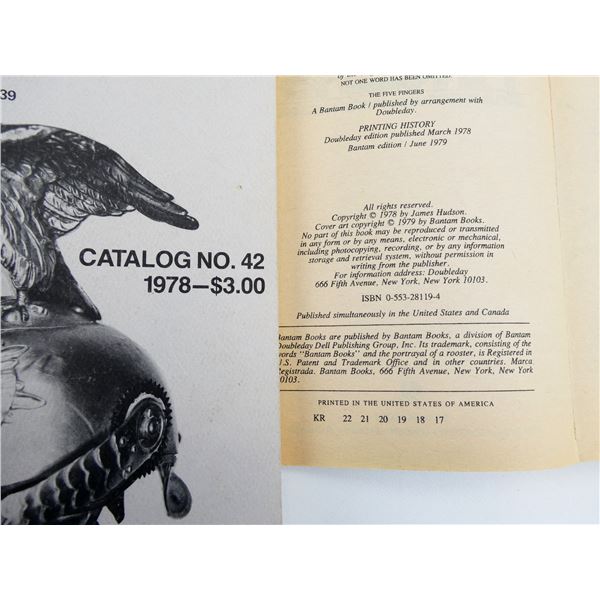 39
CATALOG NO. 42
1978—$3.00
NOT ONE WORD HAS BEEN OMITTED.
THE FIVE FINGERS
A Bantam Book / published by arrangement with
Doubleday.
PRINTING HISTORY
Doubleday edition published March 1978
Bantam edition / June 1979
All rights reserved.
Copyright © 1978 by James Hudson.
Cover art copyright © 1979 by Bantam Books.
No part of this book may be reproduced or transmitted
in any form or by any means, electronic or mechanical,
including photocopying, recording, or by any information
storage and retrieval system, without permission in
writing from the publisher.
For information address: Doubleday
666 Fifth Avenue, New York, New York 10103.
ISBN 0-553-28119-4
Published simultaneously in the United States and Canada
Bantam Books are published by Bantam Books, a division of Bantam
Doubleday Dell Publishing Group, Inc. Its trademark, consisting of the
words "Bantam Books" and the portrayal of a rooster, is Registered in
U.S. Patent and Trademark Office and in other countries. Marca
Registrada. Bantam Books, 666 Fifth Avenue, New York, New York
10103.
PRINTED IN THE UNITED STATES OF AMERICA
KR 22 21 20 19 18 17